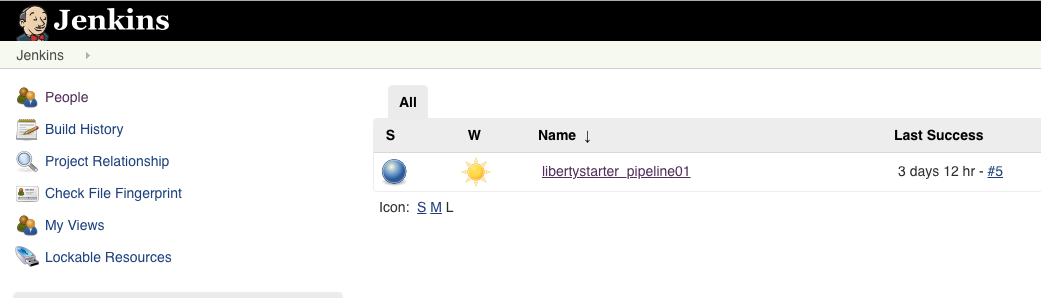 Jenkins
Jenkins
People
Build History
Project Relationship
Check File Fingerprint
My Views
Lockable Resources
All
S W Name ↓ Last Success
libertystarter_pipeline01 3 days 12 hr - #5
Icon: S M L